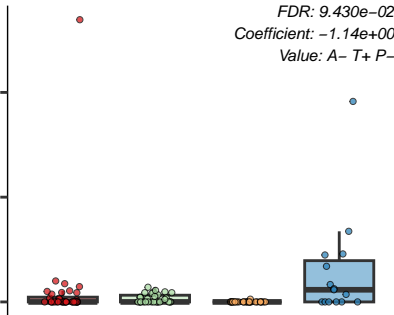 FDR: 9.430e−02
Coefficient: −1.14e+00
Value: A− T+ P−